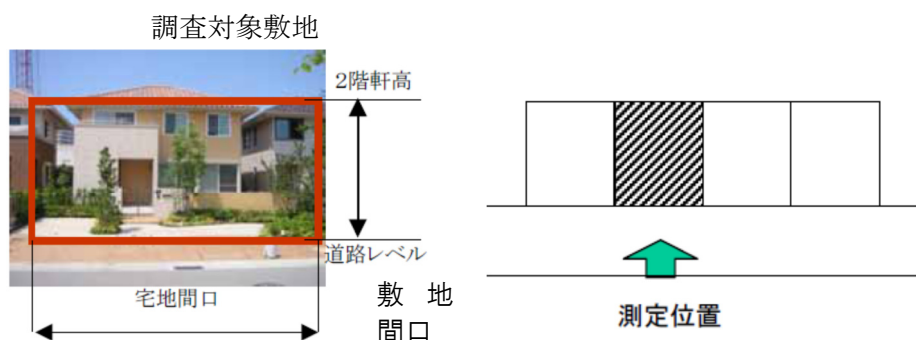 調査対象敷地
2階軒高
道路レベル
宅地間口
敷 地
間口
測定位置